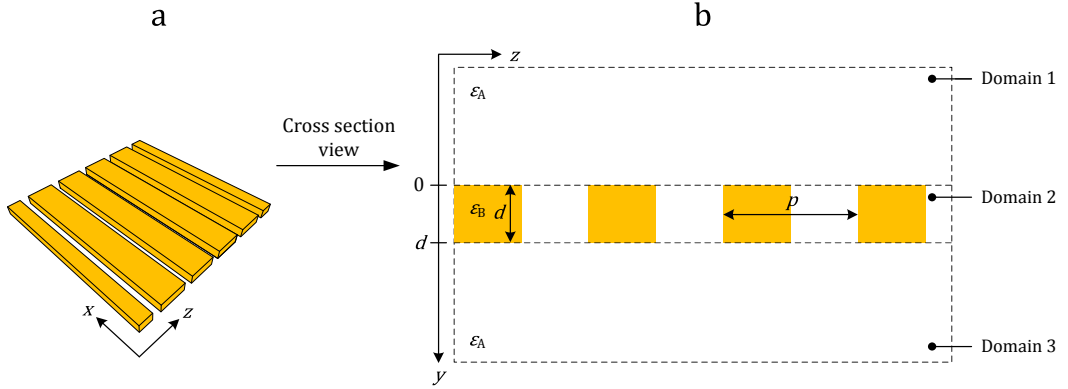 a
b
z
ε_A
Domain 1
Cross section
view
0
ε_B
d
p
Domain 2
d
x
z
ε_A
Domain 3
y